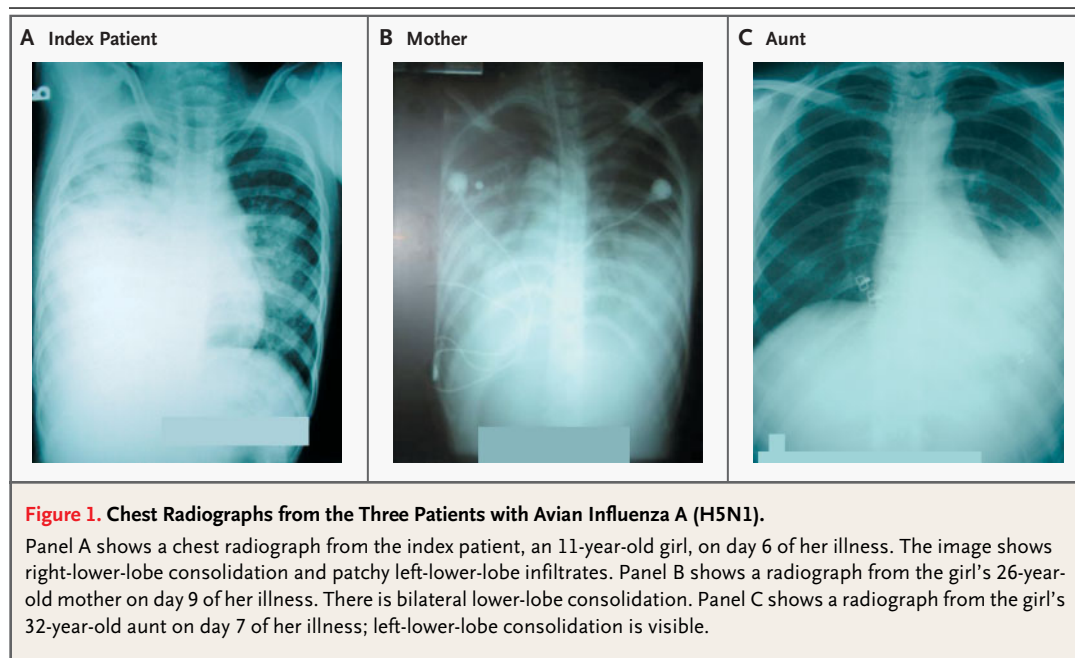 A Index Patient
B Mother
C Aunt
Figure 1. Chest Radiographs from the Three Patients with Avian Influenza A (H5N1).
Panel A shows a chest radiograph from the index patient, an 11-year-old girl, on day 6 of her illness. The image shows
right-lower-lobe consolidation and patchy left-lower-lobe infiltrates. Panel B shows a radiograph from the girl's 26-year-
old mother on day 9 of her illness. There is bilateral lower-lobe consolidation. Panel C shows a radiograph from the girl's
32-year-old aunt on day 7 of her illness; left-lower-lobe consolidation is visible.